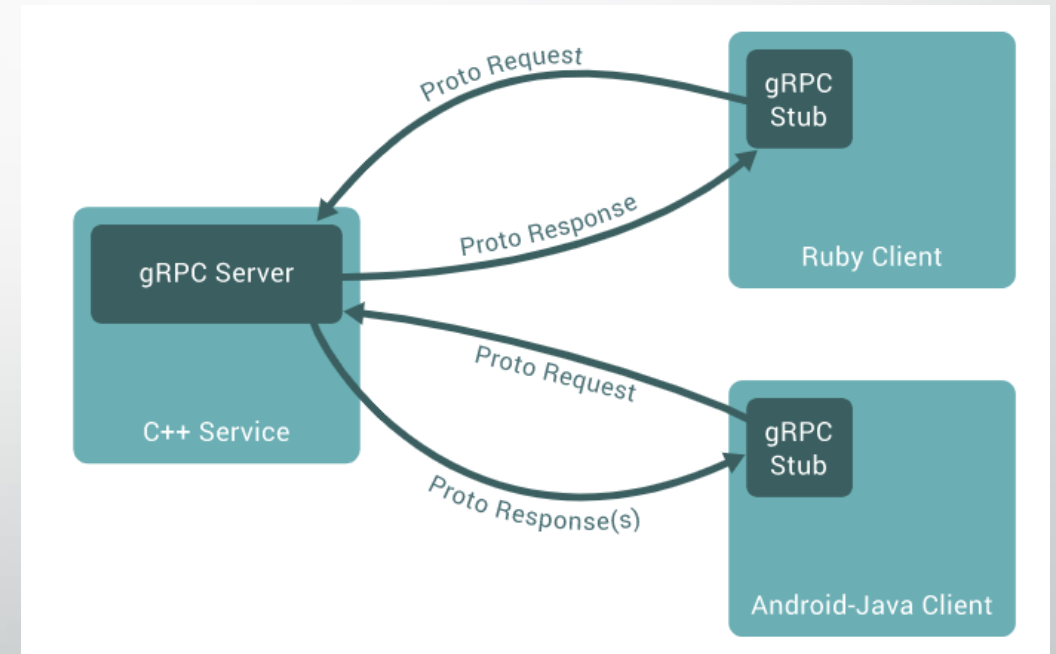 Proto Request
gRPC
Stub
Proto Response
Ruby Client
gRPC Server
C++ Service
Proto Request
gRPC
Stub
Proto Response(s)
Android-Java Client